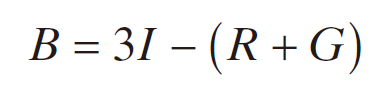 B = 3I − (R + G)